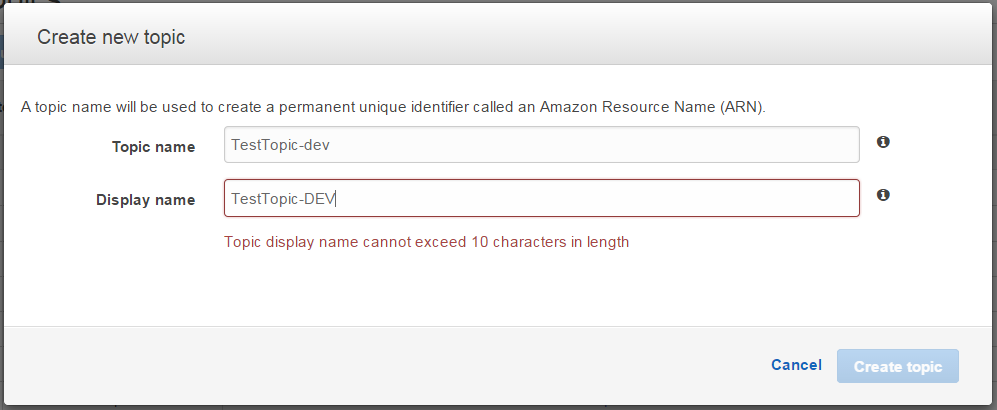 Create new topic
A topic name will be used to create a permanent unique identifier called an Amazon Resource Name (ARN).
Topic name TestTopic-dev
Display name TestTopic-DEV
Topic display name cannot exceed 10 characters in length
Cancel Create topic